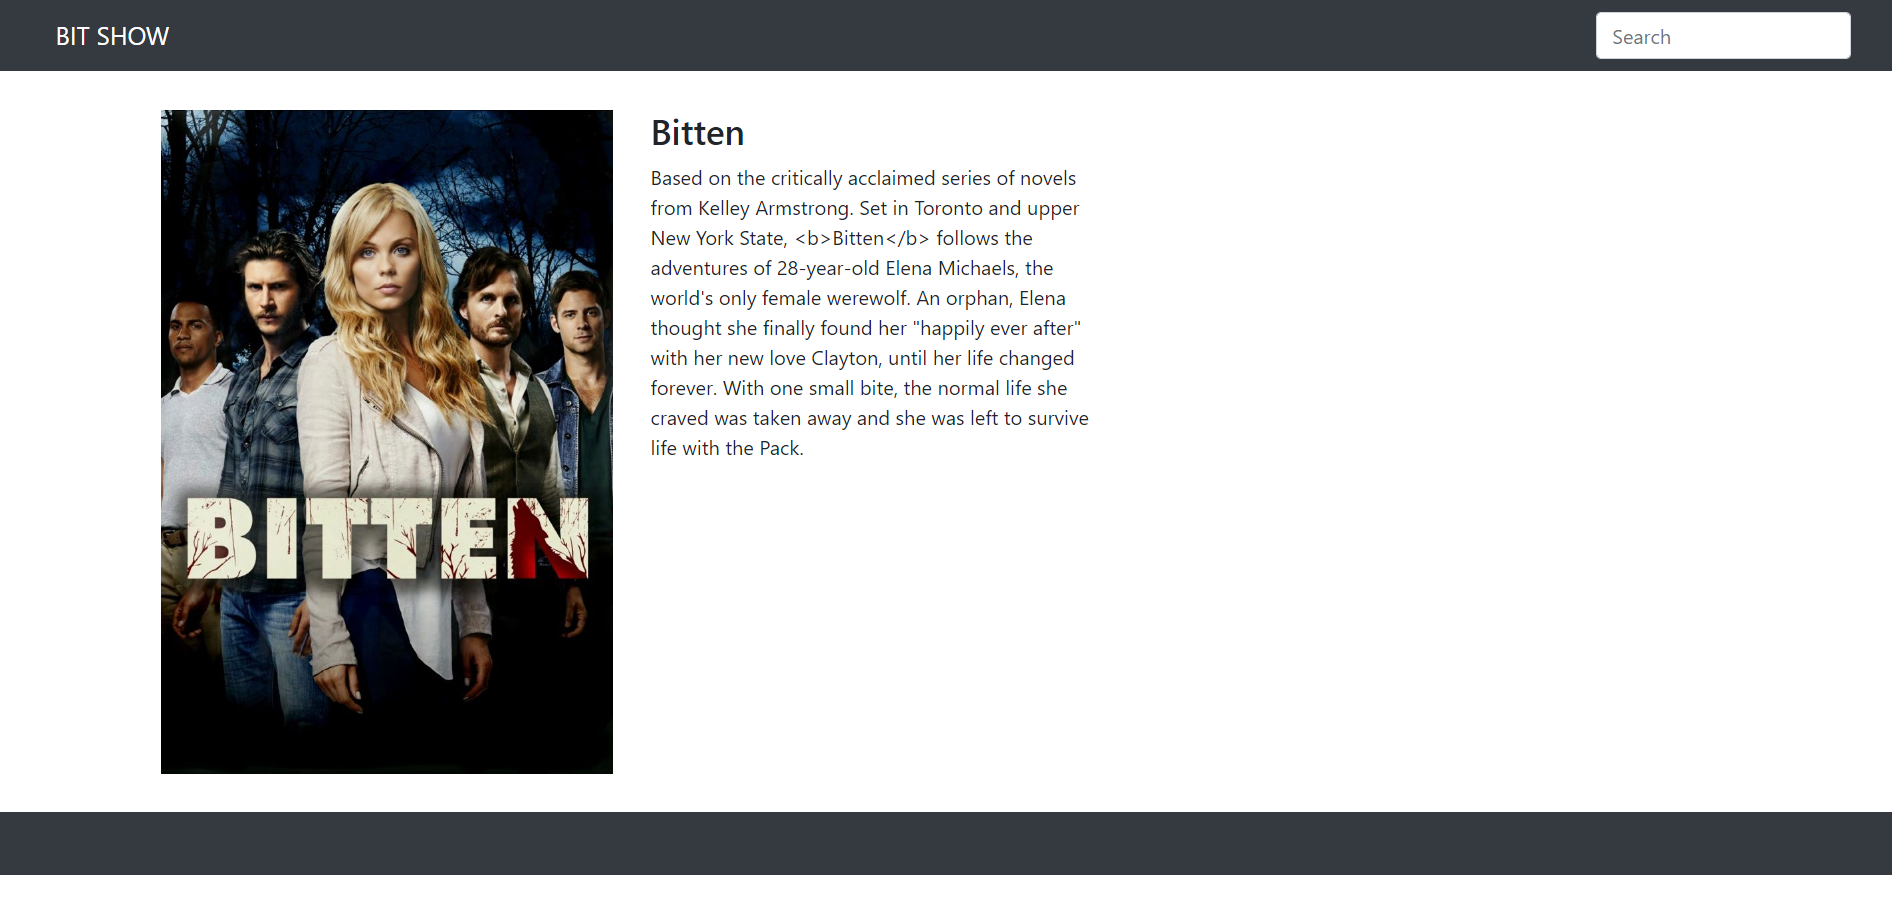 BIT SHOW
Search
Bitten
Based on the critically acclaimed series of novels
from Kelley Armstrong. Set in Toronto and upper
New York State, <b>Bitten</b> follows the
adventures of 28-year-old Elena Michaels, the
world's only female werewolf. An orphan, Elena
thought she finally found her "happily ever after"
with her new love Clayton, until her life changed
forever. With one small bite, the normal life she
craved was taken away and she was left to survive
life with the Pack.
BITTEN